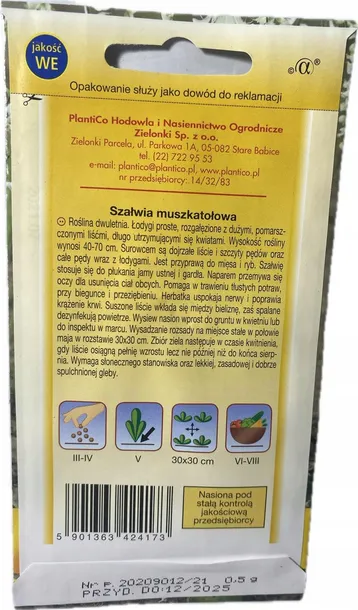 jakość
WE
© α ®
Opakowanie służy jako dowód do reklamacji
PlantiCo Hodowla i Nasiennictwo Ogrodnicze
Zielonki Sp. z o.o.
Zielonki Parcela, ul. Parkowa 1A, 05-082 Stare Babice
tel. (22) 722 95 53
e-mail: plantico@plantico.pl, www.plantico.pl
nr przedsiębiorcy: 14/32/83
Szałwia muszkatołowa
Roślina dwuletnia. Łodygi proste, rozgałęzione z dużymi, pomarsz-
czonymi liśćmi, długo utrzymującymi się kwiatami. Wysokość rośliny
wynosi 40-70 cm. Surowcem są dojrzałe liście i szczyty pędów oraz
całe pędy wraz z łodygami. Jest przyprawą do mięsa i ryb. Szałwię
stosuje się do płukania jamy ustnej i gardła. Naparem przemywa się
oczy dla usunięcia ciał obcych. Pomaga w trawieniu tłustych potraw,
przy biegunce i przeziębieniu. Herbatka uspokaja nerwy i poprawia
krążenie krwi. Suszone liście wkłada się między bieliznę, zaś spalane
dezynfekują powietrze. Wysiew nasion wprost do gruntu w kwietniu lub
do inspektu w marcu. Wysadzanie rozsady na miejsce stałe w połowie
maja w rozstawie 30x30 cm. Zbiór ziela następuje w czasie kwitnienia,
gdy liście osiągną pełnię wzrostu lecz nie później niż do końca sierp-
nia. Wymaga słonecznego stanowiska oraz lekkiej, zasadowej i dobrze
spulchnionej gleby.
III-IV
V
30x30 cm
VI-VIII
Nasiona pod
stałą kontrolą
jakościową
przedsiębiorcy
5 901363 424173
Nr P. 20209012/21 0.5 g
PRZYD. DO:12/2025